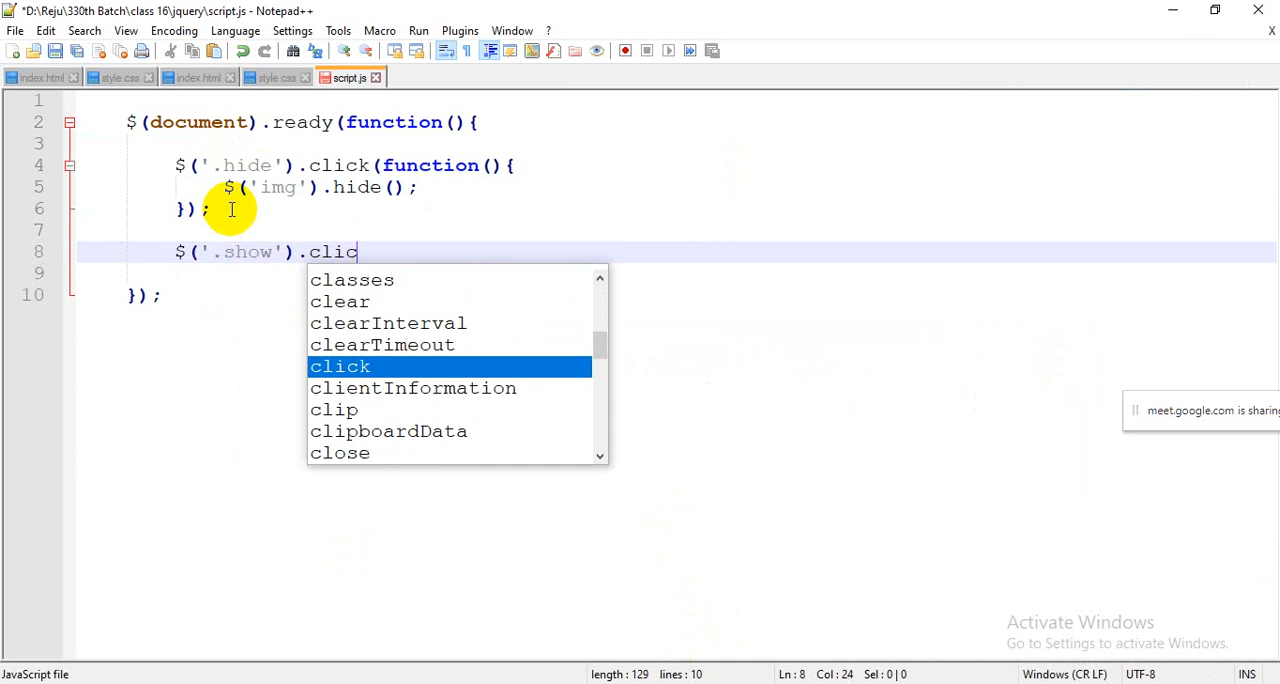 *D:\Reju\330th Batch\class 16\jquery\script.js - Notepad++
File Edit Search View Encoding Language Settings Tools Macro Run Plugins Window ? X
index.html style.css index.html style.css script.js
1
2 $(document).ready(function(){
3
4 $('.hide').click(function(){
5 $('img').hide();
6 });
7
8 $('.show').clic
9
10 });
classes
clear
clearInterval
clearTimeout
click
clientInformation
clip
clipboardData
close
meet.google.com is sharing
Activate Windows
Go to Settings to activate Windows.
JavaScript file length : 129 lines : 10 Ln : 8 Col : 24 Sel : 0 | 0 Windows (CR LF) UTF-8 INS